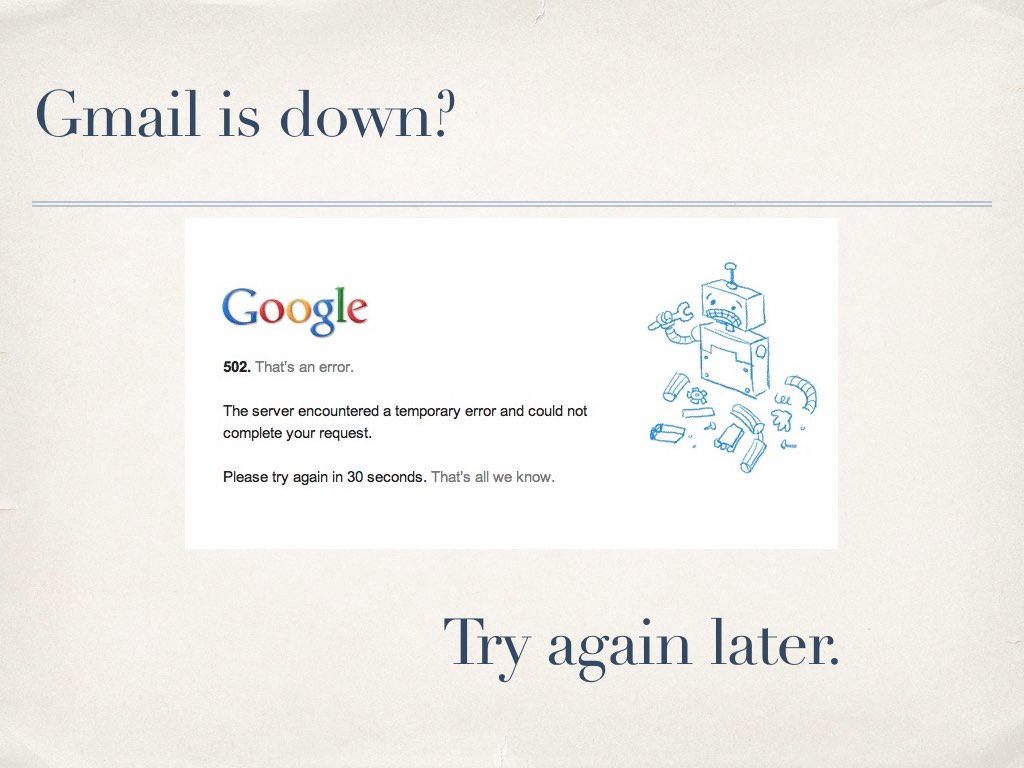 Gmail is down?
Google
502. That's an error.
The server encountered a temporary error and could not
complete your request.
Please try again in 30 seconds. That's all we know.
Try again later.